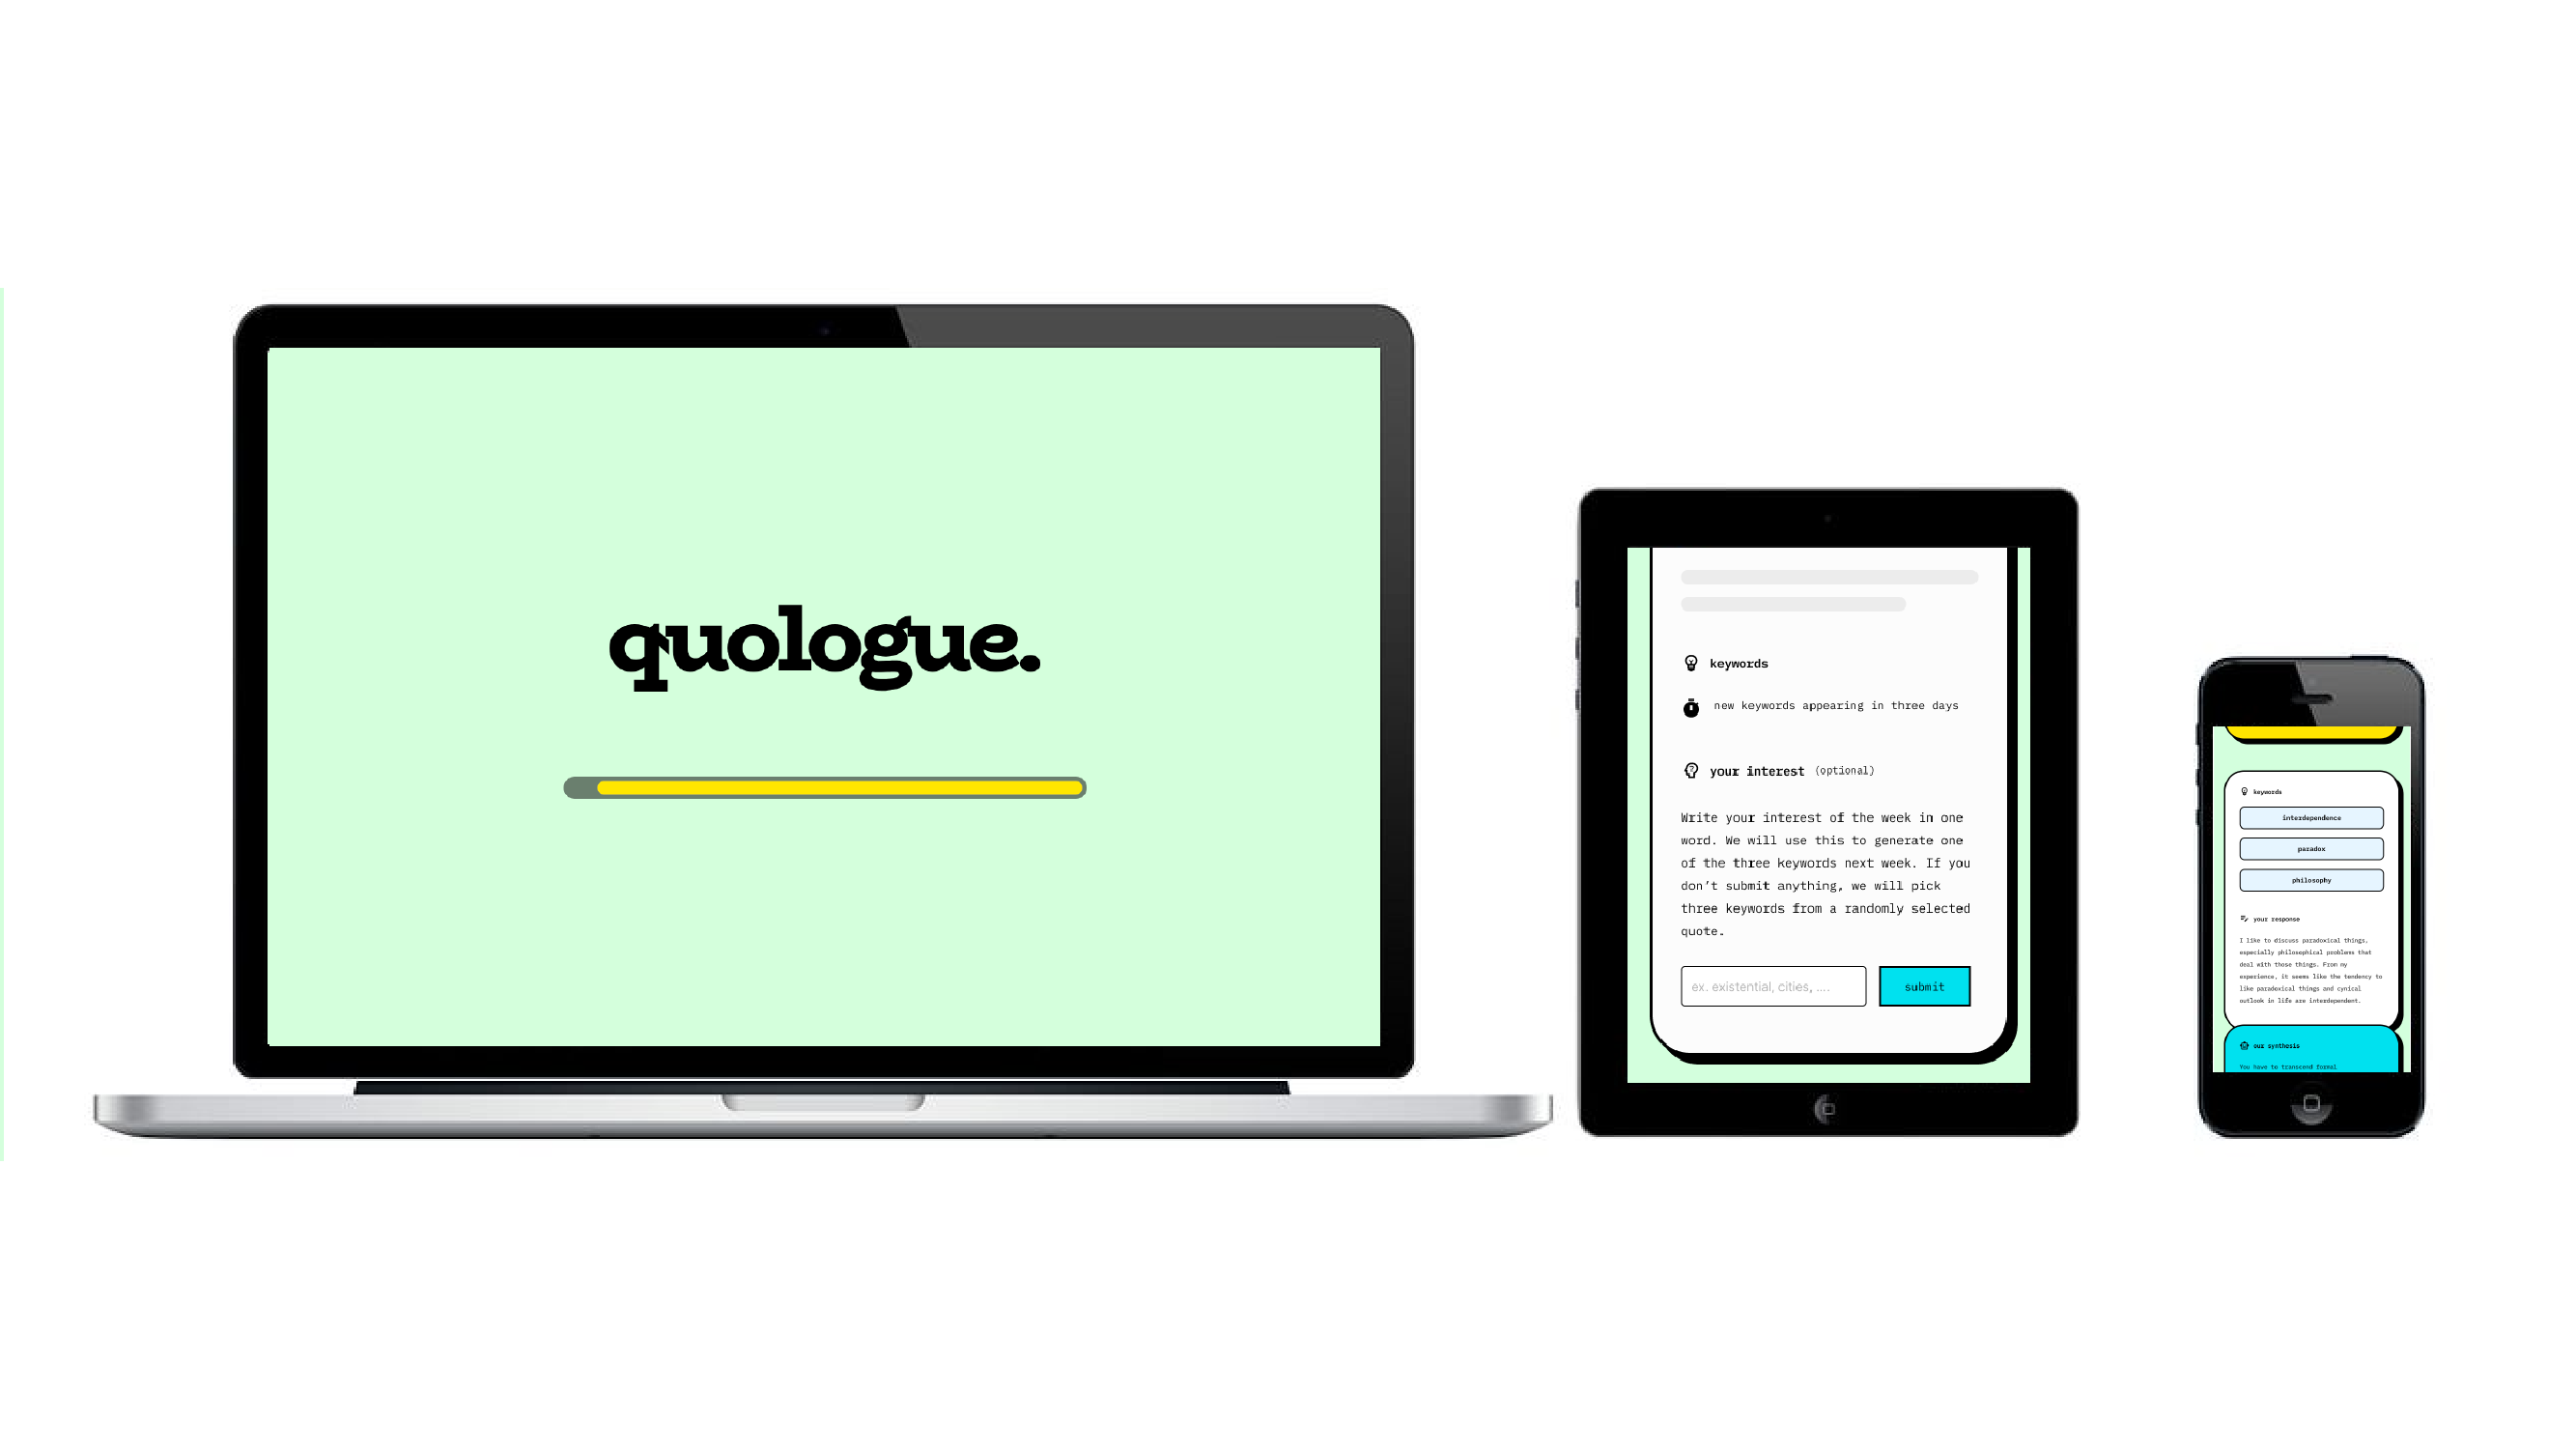 quologue.
keywords
new keywords appearing in three days
your interest (optional)
Write your interest of the week in one
word. We will use this to generate one
of the three keywords next week. If you
don't submit anything, we will pick
three keywords from a randomly selected
quote.
ex. existential, cities, ....
submit
keywords
interdependence
paradox
philosophy
your response
I like to discuss paradoxical things,
especially philosophical problems that
deal with those things. From my
experience, it seems like the tendency to
like paradoxical things and cynical
outlook in life are interdependent.
our synthesis
You have to transcend formal